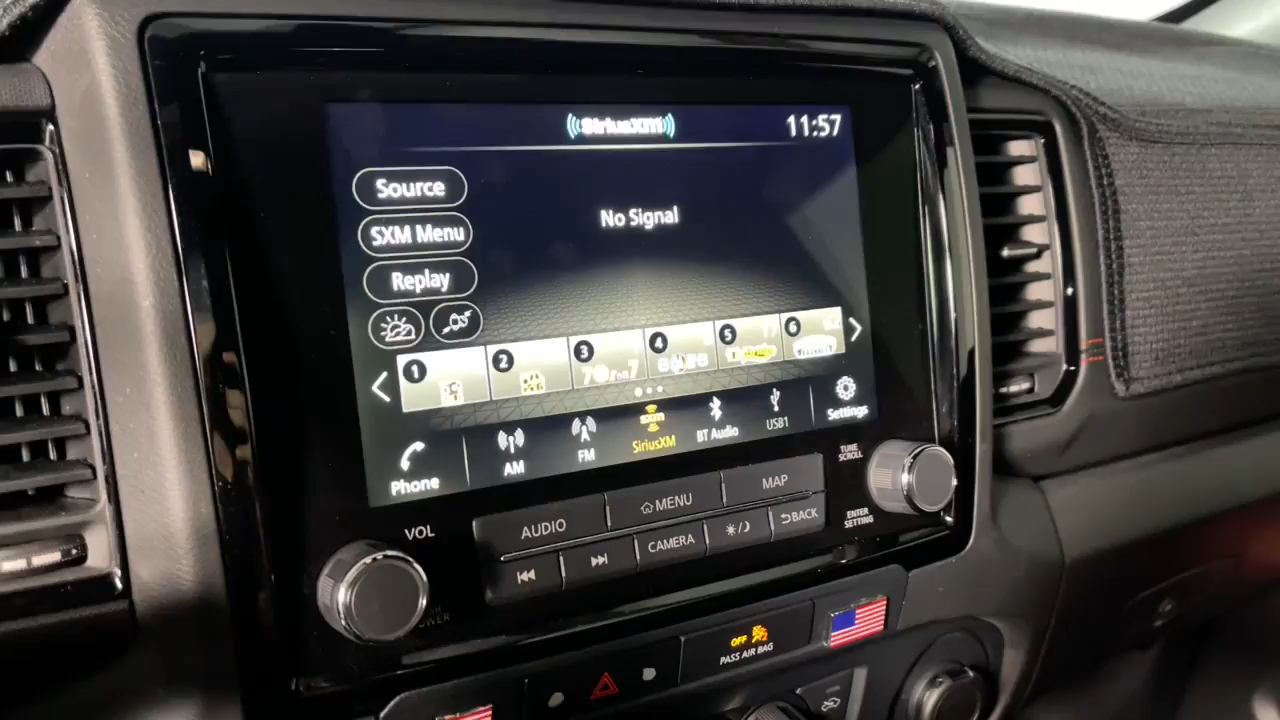 SiriusXM
11:57
Source
No Signal
SXM Menu
Replay
1
2
3
4
5
6
Phone
AM
FM
sxm
SiriusXM
BT Audio
USB1
Settings
TUNE
SCROLL
VOL
AUDIO
MENU
MAP
CAMERA
BACK
ENTER
SETTING
OFF
PASS AIR BAG